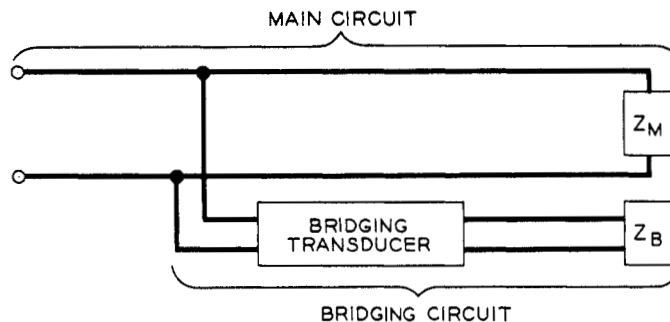 MAIN CIRCUIT
Z_M
BRIDGING
TRANSDUCER
Z_B
BRIDGING CIRCUIT